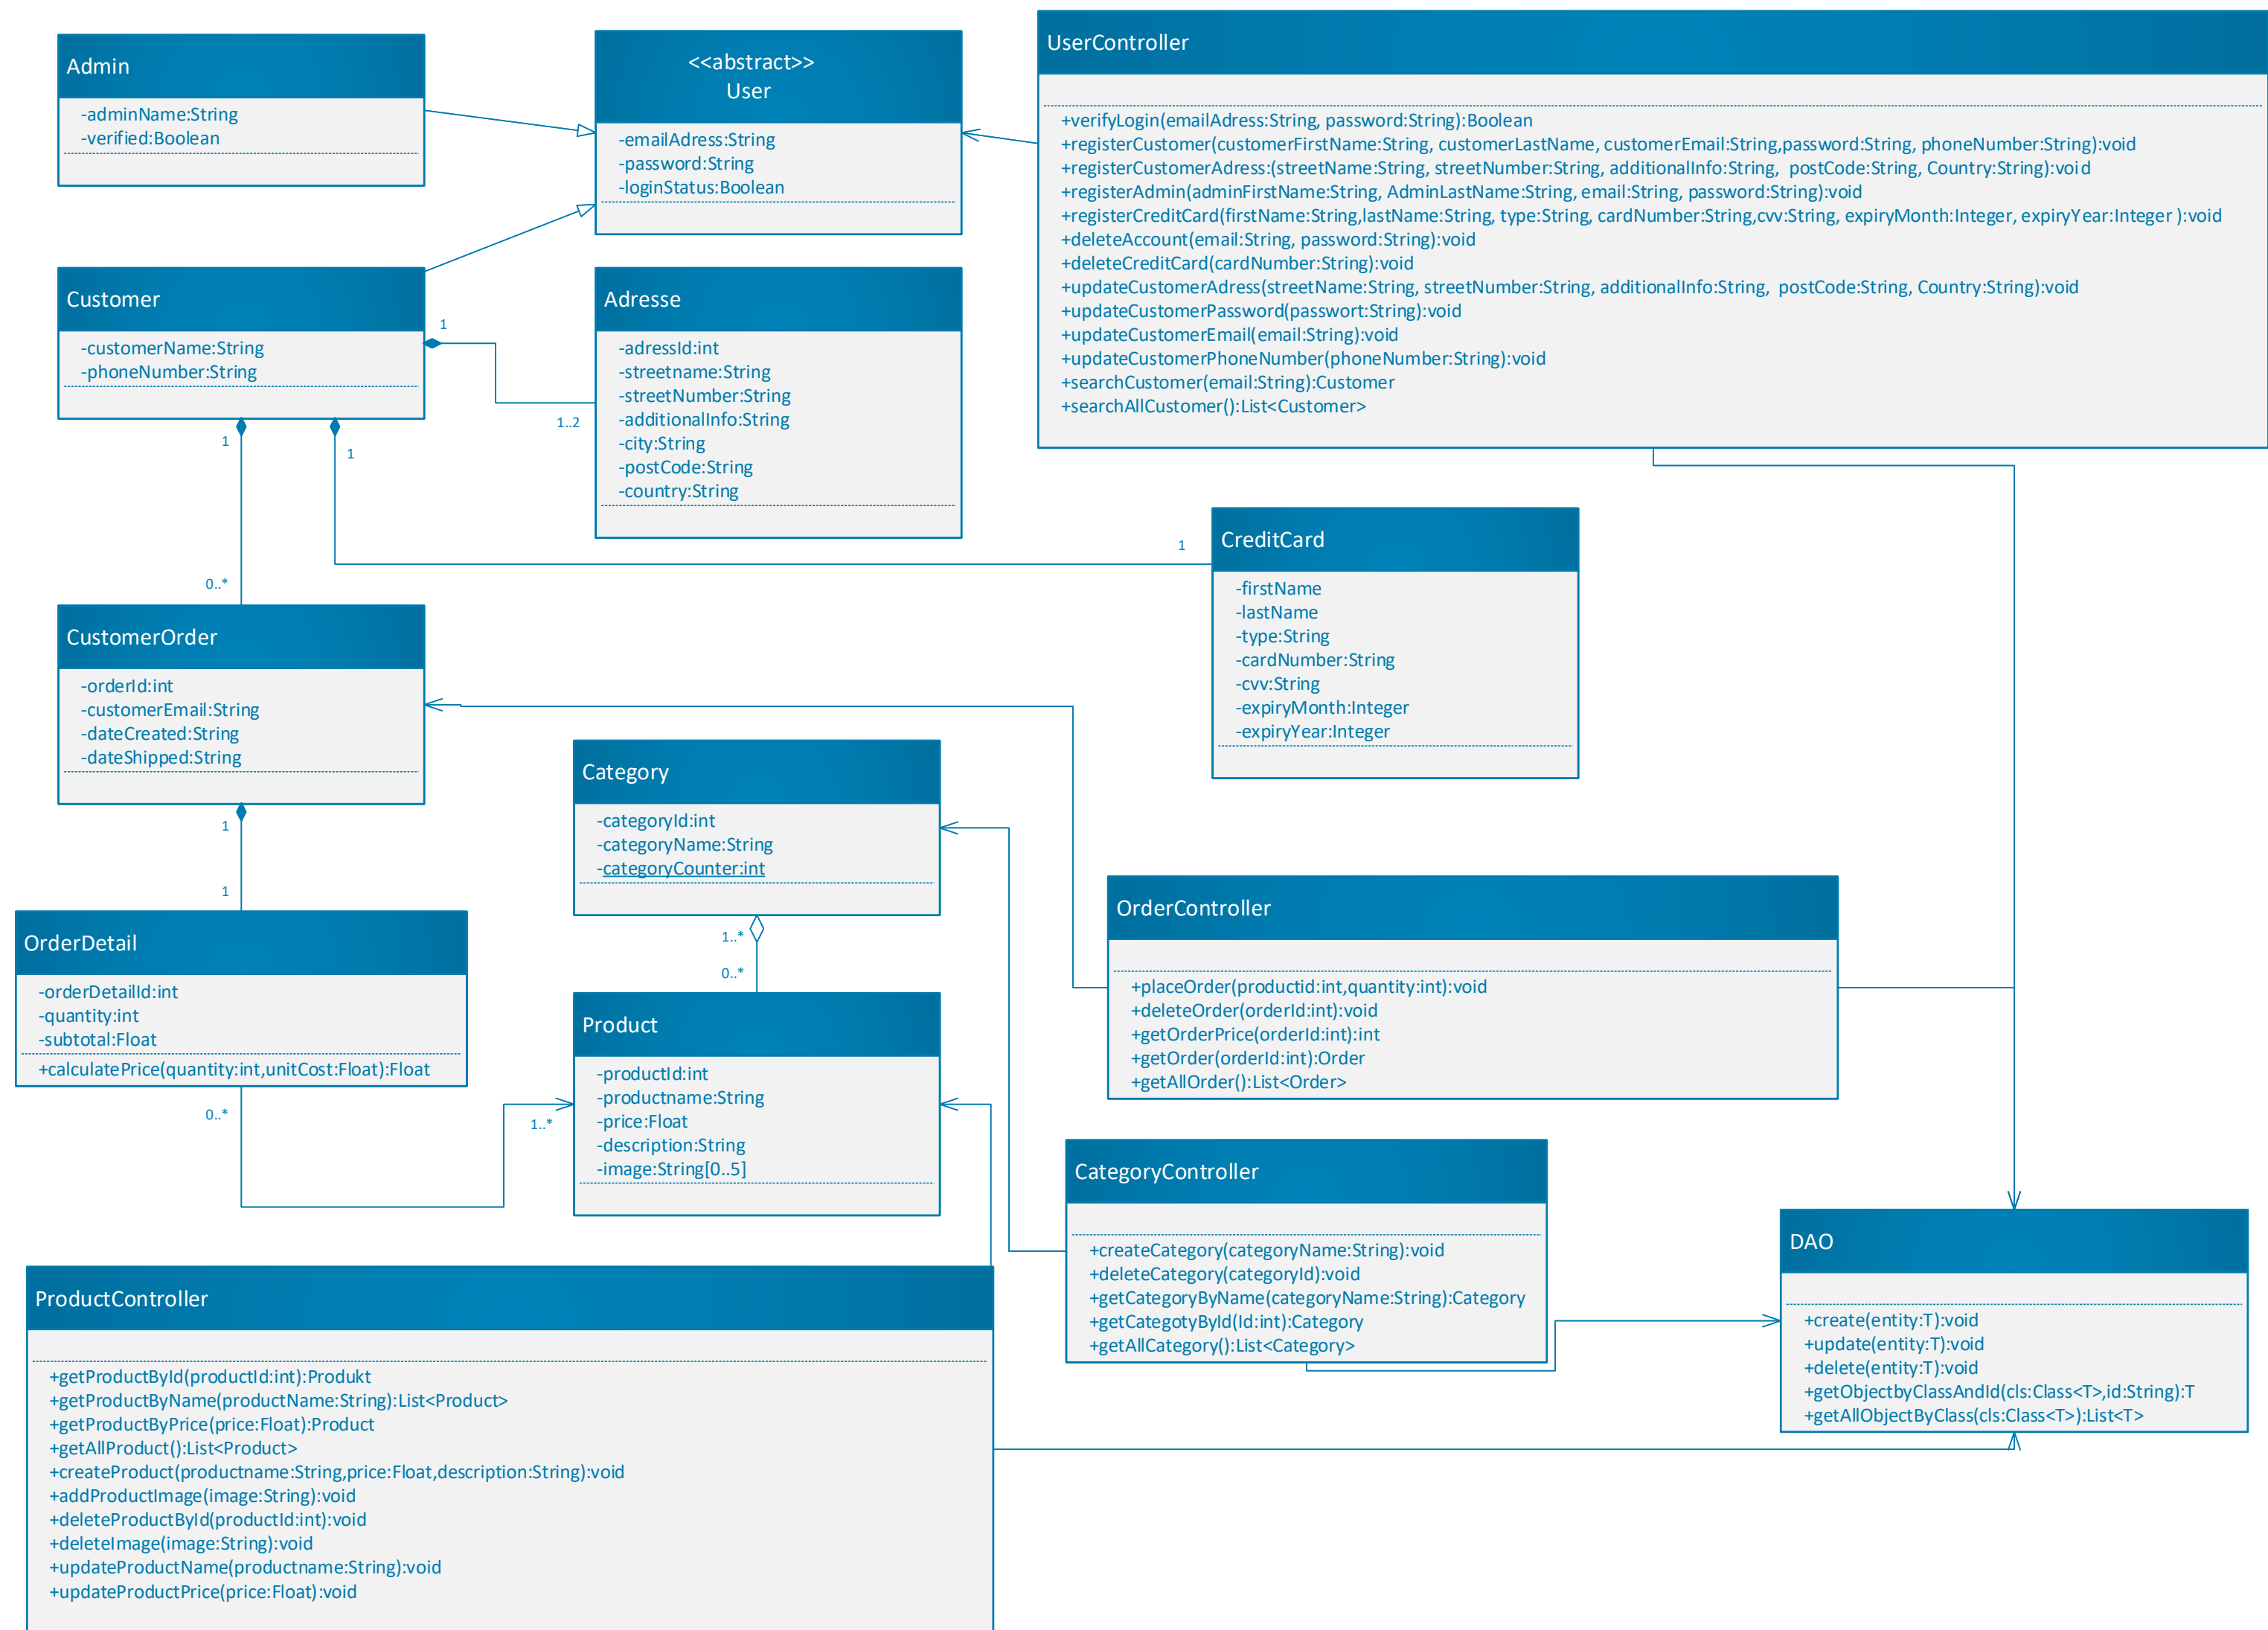 Admin
-adminName:String
-verified:Boolean
<<abstract>>
User
-emailAdress:String
-password:String
-loginStatus:Boolean
UserController
+verifyLogin(emailAdress:String, password:String):Boolean
+registerCustomer(customerFirstName:String, customerLastName, customerEmail:String,password:String, phoneNumber:String):void
+registerCustomerAdress:(streetName:String, streetNumber:String, additionalInfo:String,  postCode:String, Country:String):void
+registerAdmin(adminFirstName:String, AdminLastName:String, email:String, password:String):void
+registerCreditCard(firstName:String,lastName:String, type:String, cardNumber:String,cvv:String, expiryMonth:Integer, expiryYear:Integer ):void
+deleteAccount(email:String, password:String):void
+deleteCreditCard(cardNumber:String):void
+updateCustomerAdress(streetName:String, streetNumber:String, additionalInfo:String,  postCode:String, Country:String):void
+updateCustomerPassword(passwort:String):void
+updateCustomerEmail(email:String):void
+updateCustomerPhoneNumber(phoneNumber:String):void
+searchCustomer(email:String):Customer
+searchAllCustomer():List<Customer>
Customer
-customerName:String
-phoneNumber:String
1
1..2
1
0..*
1
1
Adresse
-adressId:int
-streetname:String
-streetNumber:String
-additionalInfo:String
-city:String
-postCode:String
-country:String
CreditCard
-firstName
-lastName
-type:String
-cardNumber:String
-cvv:String
-expiryMonth:Integer
-expiryYear:Integer
CustomerOrder
-orderId:int
-customerEmail:String
-dateCreated:String
-dateShipped:String
1
1
Category
-categoryId:int
-categoryName:String
-categoryCounter:int
1..*
0..*
OrderDetail
-orderDetailId:int
-quantity:int
-subtotal:Float
+calculatePrice(quantity:int,unitCost:Float):Float
0..*
1..*
Product
-productId:int
-productname:String
-price:Float
-description:String
-image:String[0..5]
OrderController
+placeOrder(productid:int,quantity:int):void
+deleteOrder(orderId:int):void
+getOrderPrice(orderId:int):int
+getOrder(orderId:int):Order
+getAllOrder():List<Order>
CategoryController
+createCategory(categoryName:String):void
+deleteCategory(categoryId):void
+getCategoryByName(categoryName:String):Category
+getCategotyById(Id:int):Category
+getAllCategory():List<Category>
DAO
+create(entity:T):void
+update(entity:T):void
+delete(entity:T):void
+getObjectbyClassAndId(cls:Class<T>,id:String):T
+getAllObjectByClass(cls:Class<T>):List<T>
ProductController
+getProductById(productId:int):Produkt
+getProductByName(productName:String):List<Product>
+getProductByPrice(price:Float):Product
+getAllProduct():List<Product>
+createProduct(productname:String,price:Float,description:String):void
+addProductImage(image:String):void
+deleteProductById(productId:int):void
+deleteImage(image:String):void
+updateProductName(productname:String):void
+updateProductPrice(price:Float):void